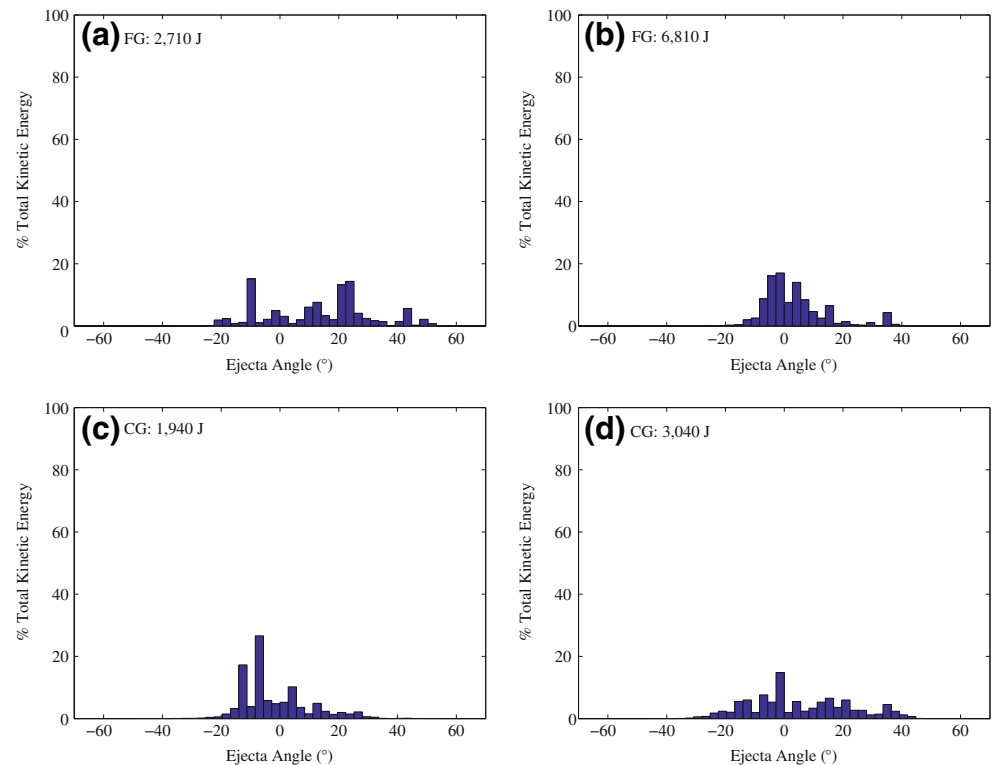 (a) FG: 2,710 J
100
80
60
40
20
0
% Total Kinetic Energy
−60 −40 −20 0 20 40 60
Ejecta Angle (°)
(b) FG: 6,810 J
100
80
60
40
20
0
% Total Kinetic Energy
−60 −40 −20 0 20 40 60
Ejecta Angle (°)
(c) CG: 1,940 J
100
80
60
40
20
0
% Total Kinetic Energy
−60 −40 −20 0 20 40 60
Ejecta Angle (°)
(d) CG: 3,040 J
100
80
60
40
20
0
% Total Kinetic Energy
−60 −40 −20 0 20 40 60
Ejecta Angle (°)